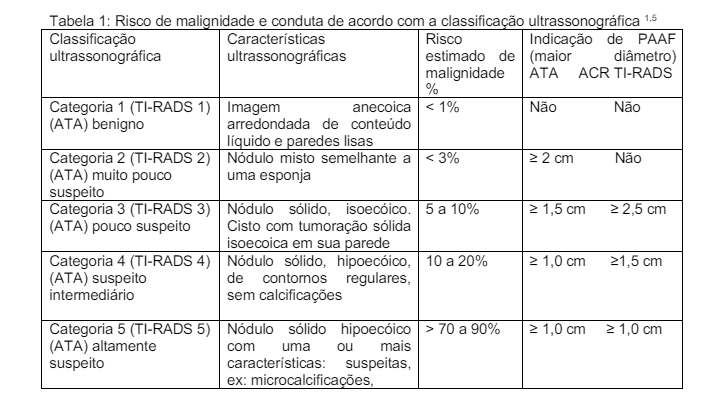 Tabela 1: Risco de malignidade e conduta de acordo com a classificação ultrassonográfica 1,5
Classificação ultrassonográfica | Características ultrassonográficas | Risco estimado de malignidade % | Indicação de PAAF (maior diâmetro) ATA ACR TI-RADS
Categoria 1 (TI-RADS 1) (ATA) benigno | Imagem anecoica arredondada de conteúdo líquido e paredes lisas | < 1% | Não Não
Categoria 2 (TI-RADS 2) (ATA) muito pouco suspeito | Nódulo misto semelhante a uma esponja | < 3% | ≥ 2 cm Não
Categoria 3 (TI-RADS 3) (ATA) pouco suspeito | Nódulo sólido, isoecóico. Cisto com tumoração sólida isoecoica em sua parede | 5 a 10% | ≥ 1,5 cm ≥ 2,5 cm
Categoria 4 (TI-RADS 4) (ATA) suspeito intermediário | Nódulo sólido, hipoecóico, de contornos regulares, sem calcificações | 10 a 20% | ≥ 1,0 cm ≥1,5 cm
Categoria 5 (TI-RADS 5) (ATA) altamente suspeito | Nódulo sólido hipoecóico com uma ou mais características: suspeitas, ex: microcalcificações, | > 70 a 90% | ≥ 1,0 cm ≥ 1,0 cm